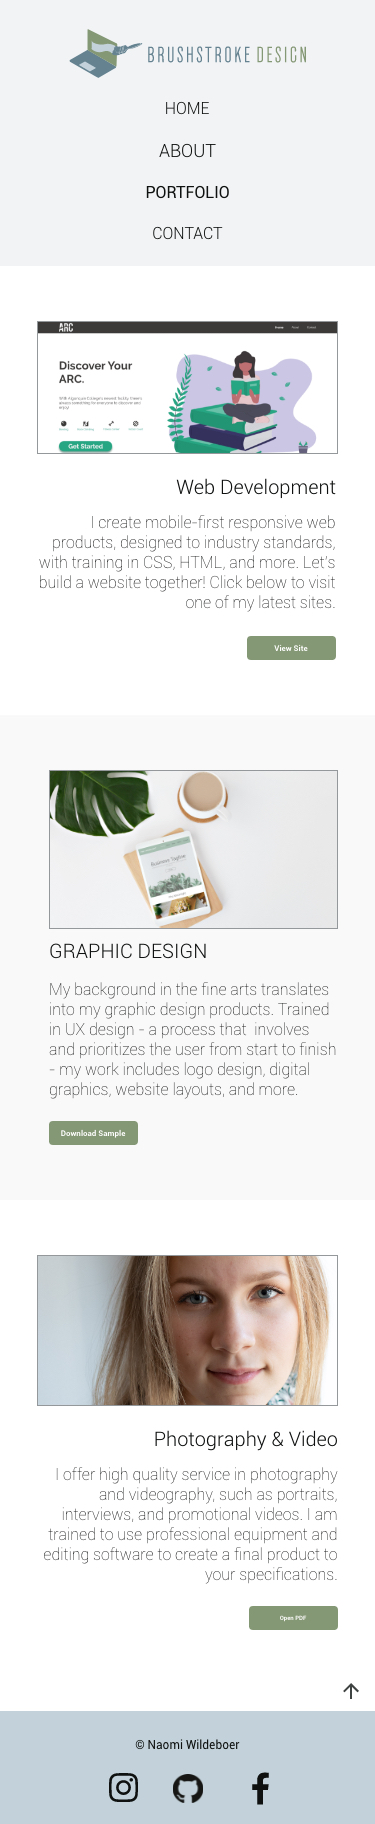 BRUSHSTROKE DESIGN
HOME
ABOUT
PORTFOLIO
CONTACT
ARC
Discover Your
ARC.
Get Started
Web Development
I create mobile-first responsive web
products, designed to industry standards,
with training in CSS, HTML, and more. Let's
build a website together! Click below to visit
one of my latest sites.
View Site
Business Tagline
GRAPHIC DESIGN
My background in the fine arts translates
into my graphic design products. Trained
in UX design - a process that  involves
and prioritizes the user from start to finish
- my work includes logo design, digital
graphics, website layouts, and more.
Download Sample
Photography & Video
I offer high quality service in photography
and videography, such as portraits,
interviews, and promotional videos. I am
trained to use professional equipment and
editing software to create a final product to
your specifications.
Open PDF
© Naomi Wildeboer